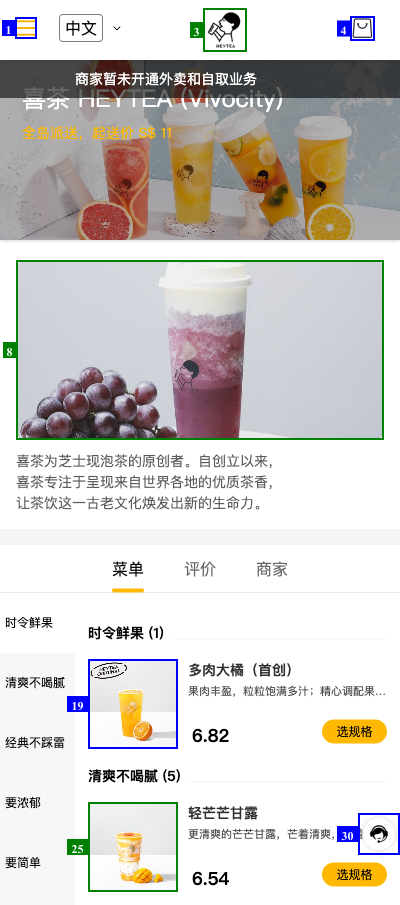 中文
HEYTEA
商家暂未开通外卖和自取业务
喜茶 HEYTEA (Vivocity)
全岛派送，起送价 S$ 11
喜茶为芝士现泡茶的原创者。自创立以来，
喜茶专注于呈现来自世界各地的优质茶香，
让茶饮这一古老文化焕发出新的生命力。
菜单
评价
商家
时令鲜果
清爽不喝腻
经典不踩雷
要浓郁
要简单
时令鲜果 (1)
多肉大橘（首创）
果肉丰盈，粒粒饱满多汁；精心调配果...
6.82
选规格
清爽不喝腻 (5)
轻芒芒甘露
更清爽的芒芒甘露，芒着清爽，
6.54
选规格
1
3
4
8
19
25
30